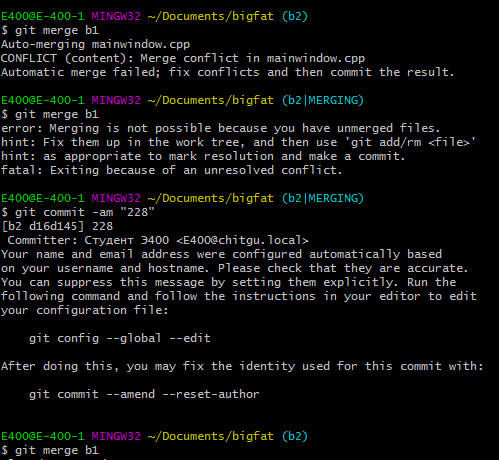 E400@E-400-1 MINGW32 ~/Documents/bigfat (b2)
$ git merge b1
Auto-merging mainwindow.cpp
CONFLICT (content): Merge conflict in mainwindow.cpp
Automatic merge failed; fix conflicts and then commit the result.

E400@E-400-1 MINGW32 ~/Documents/bigfat (b2|MERGING)
$ git merge b1
error: Merging is not possible because you have unmerged files.
hint: Fix them up in the work tree, and then use 'git add/rm <file>'
hint: as appropriate to mark resolution and make a commit.
fatal: Exiting because of an unresolved conflict.

E400@E-400-1 MINGW32 ~/Documents/bigfat (b2|MERGING)
$ git commit -am "228"
[b2 d16d145] 228
 Committer: Студент Э400 <E400@chitgu.local>
Your name and email address were configured automatically based
on your username and hostname. Please check that they are accurate.
You can suppress this message by setting them explicitly. Run the
following command and follow the instructions in your editor to edit
your configuration file:

    git config --global --edit

After doing this, you may fix the identity used for this commit with:

    git commit --amend --reset-author

E400@E-400-1 MINGW32 ~/Documents/bigfat (b2)
$ git merge b1